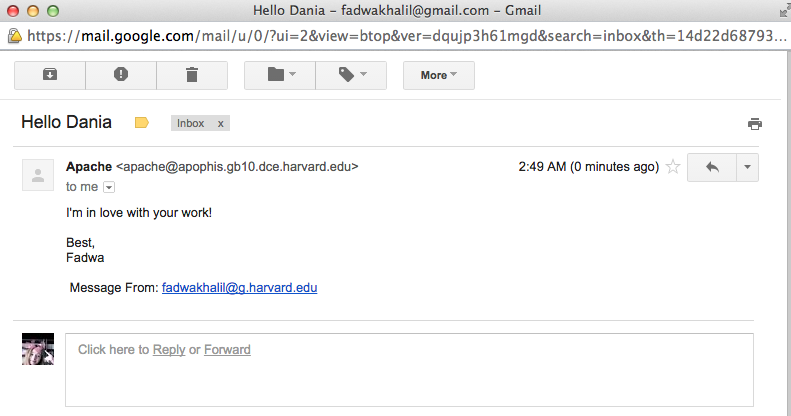 Hello Dania – fadwakhalil@gmail.com – Gmail
https://mail.google.com/mail/u/0/?ui=2&view=btop&ver=dqujp3h61mgd&search=inbox&th=14d22d68793...
More
Hello Dania Inbox x
Apache <apache@apophis.gb10.dce.harvard.edu> 2:49 AM (0 minutes ago)
to me
I'm in love with your work!
Best,
Fadwa
Message From: fadwakhalil@g.harvard.edu
Click here to Reply or Forward